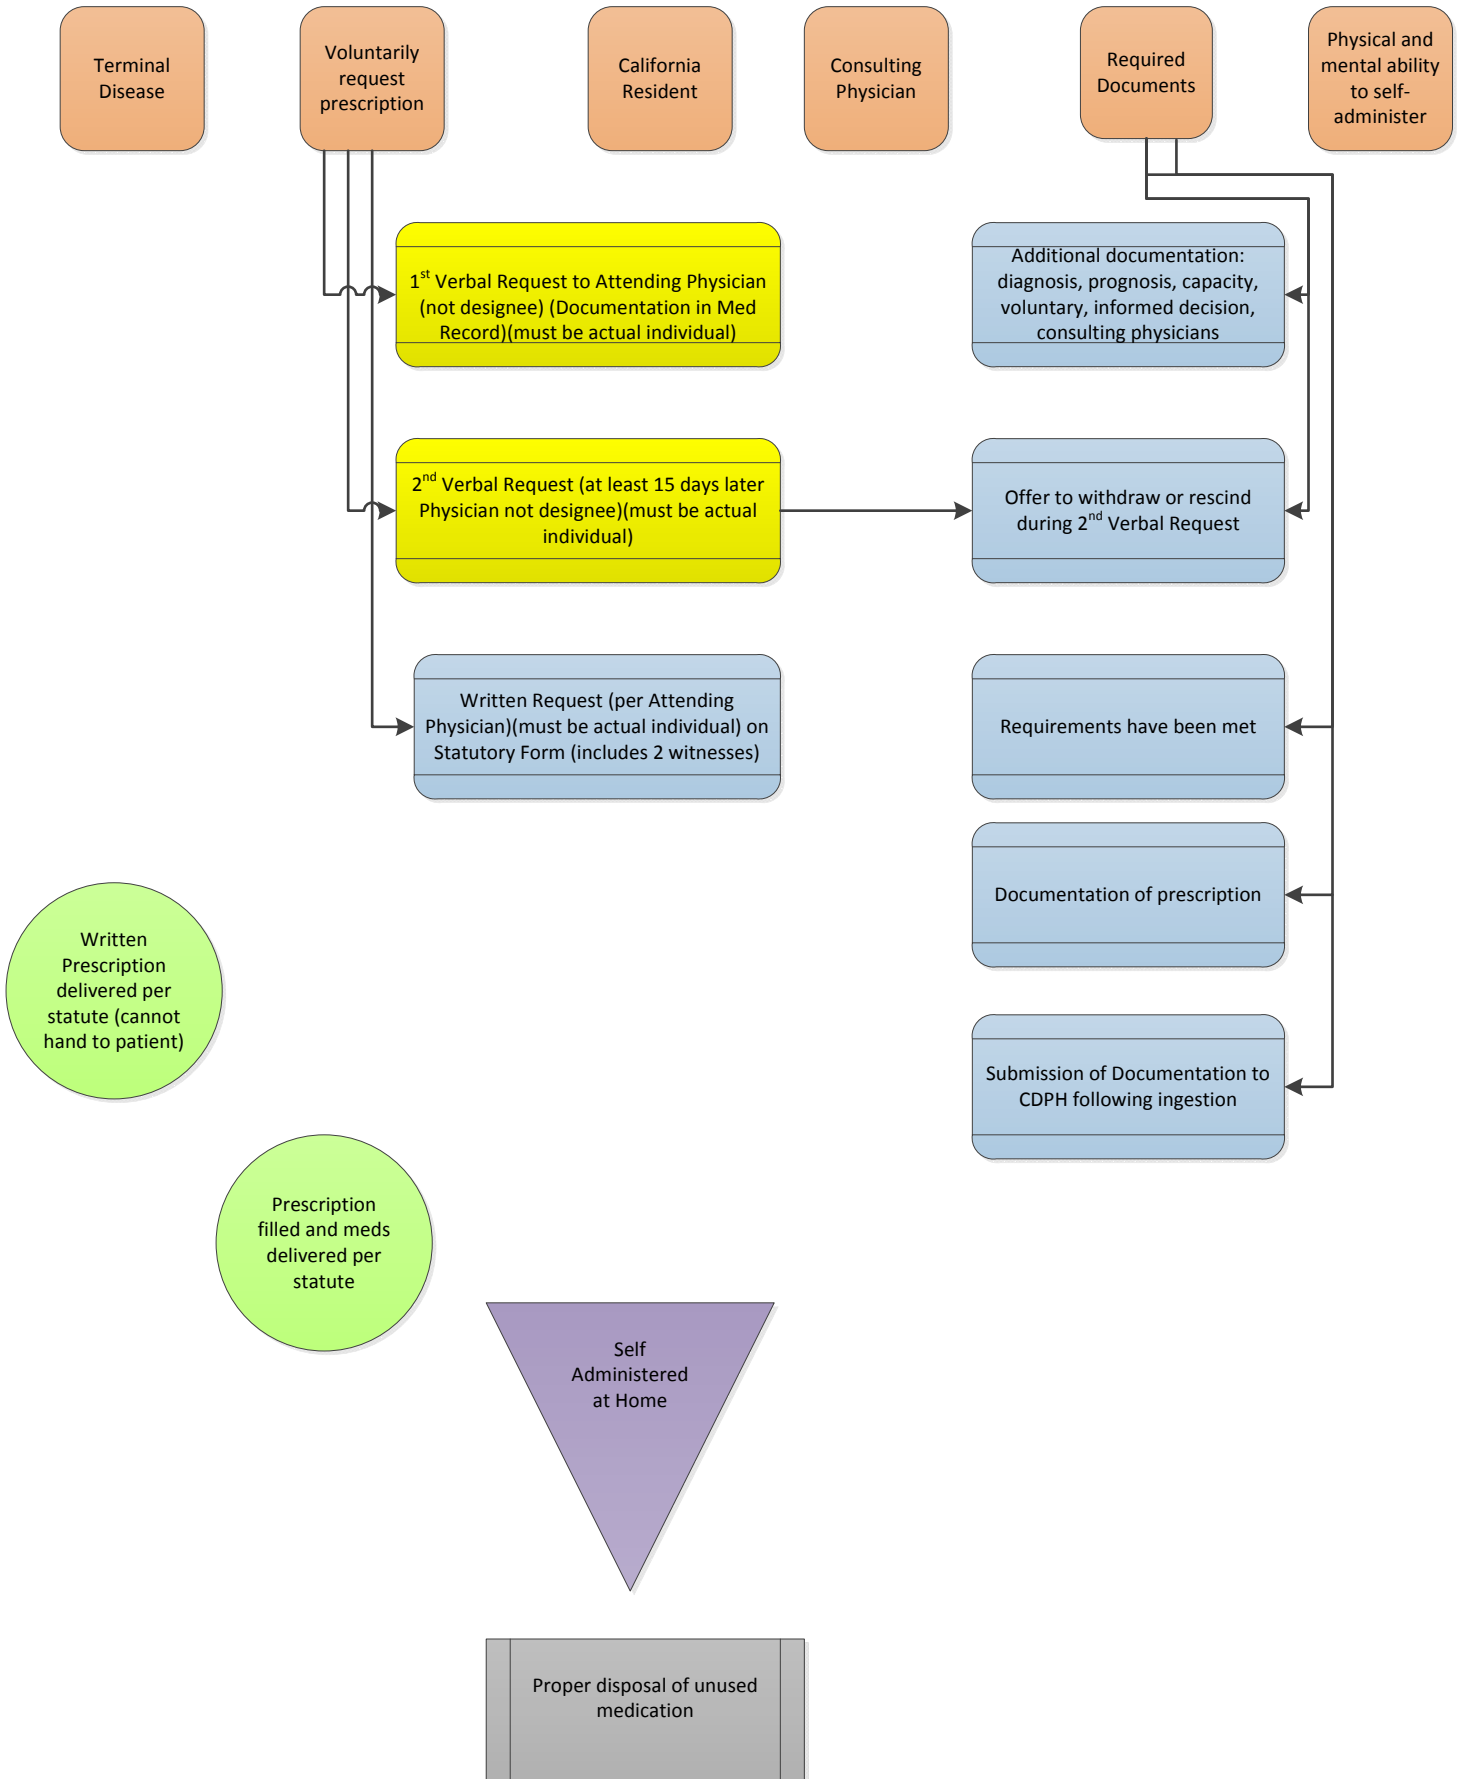 Terminal
Disease
Voluntarily
request
prescription
California
Resident
Consulting
Physician
Required
Documents
Physical and
mental ability
to self-
administer
1st Verbal Request to Attending Physician
(not designee) (Documentation in Med
Record)(must be actual individual)
Additional documentation:
diagnosis, prognosis, capacity,
voluntary, informed decision,
consulting physicians
2nd Verbal Request (at least 15 days later
Physician not designee)(must be actual
individual)
Offer to withdraw or rescind
during 2nd Verbal Request
Written Request (per Attending
Physician)(must be actual individual) on
Statutory Form (includes 2 witnesses)
Requirements have been met
Documentation of prescription
Written
Prescription
delivered per
statute (cannot
hand to patient)
Submission of Documentation to
CDPH following ingestion
Prescription
filled and meds
delivered per
statute
Self
Administered
at Home
Proper disposal of unused
medication